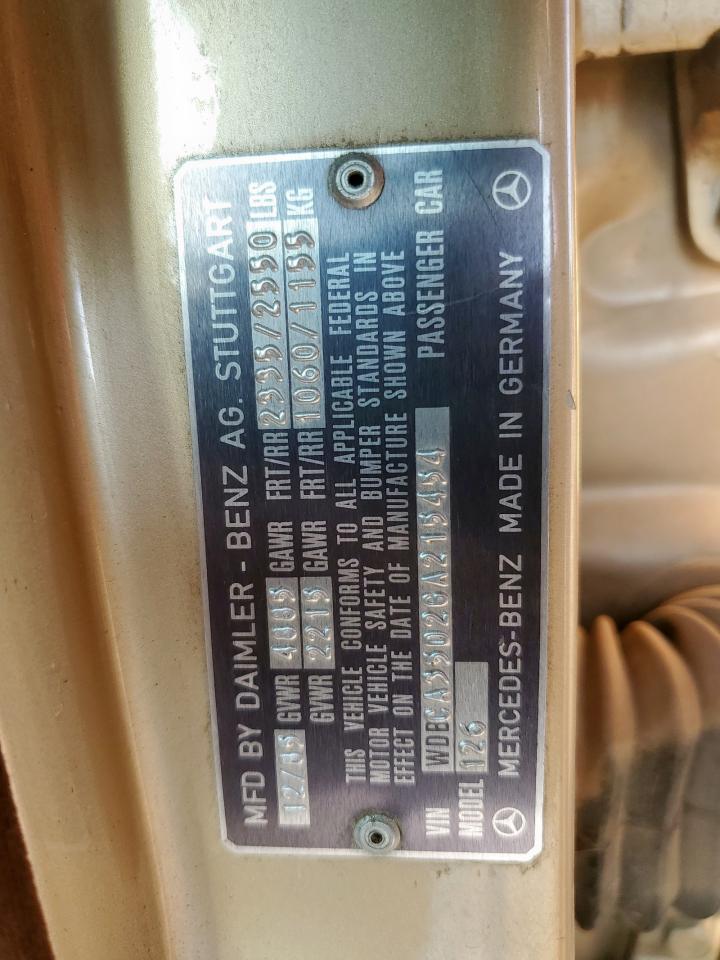 MFD BY DAIMLER - BENZ AG. STUTTGART
12/85 GVWR 4885 GAWR FRT/RR 2335/2550 LBS
GVWR 2215 GAWR FRT/RR 1060/1155 KG
THIS VEHICLE CONFORMS TO ALL APPLICABLE FEDERAL
MOTOR VEHICLE SAFETY AND BUMPER STANDARDS IN
EFFECT ON THE DATE OF MANUFACTURE SHOWN ABOVE
VIN WDBCA35D2GA215454 PASSENGER CAR
MODEL 126
MERCEDES-BENZ MADE IN GERMANY